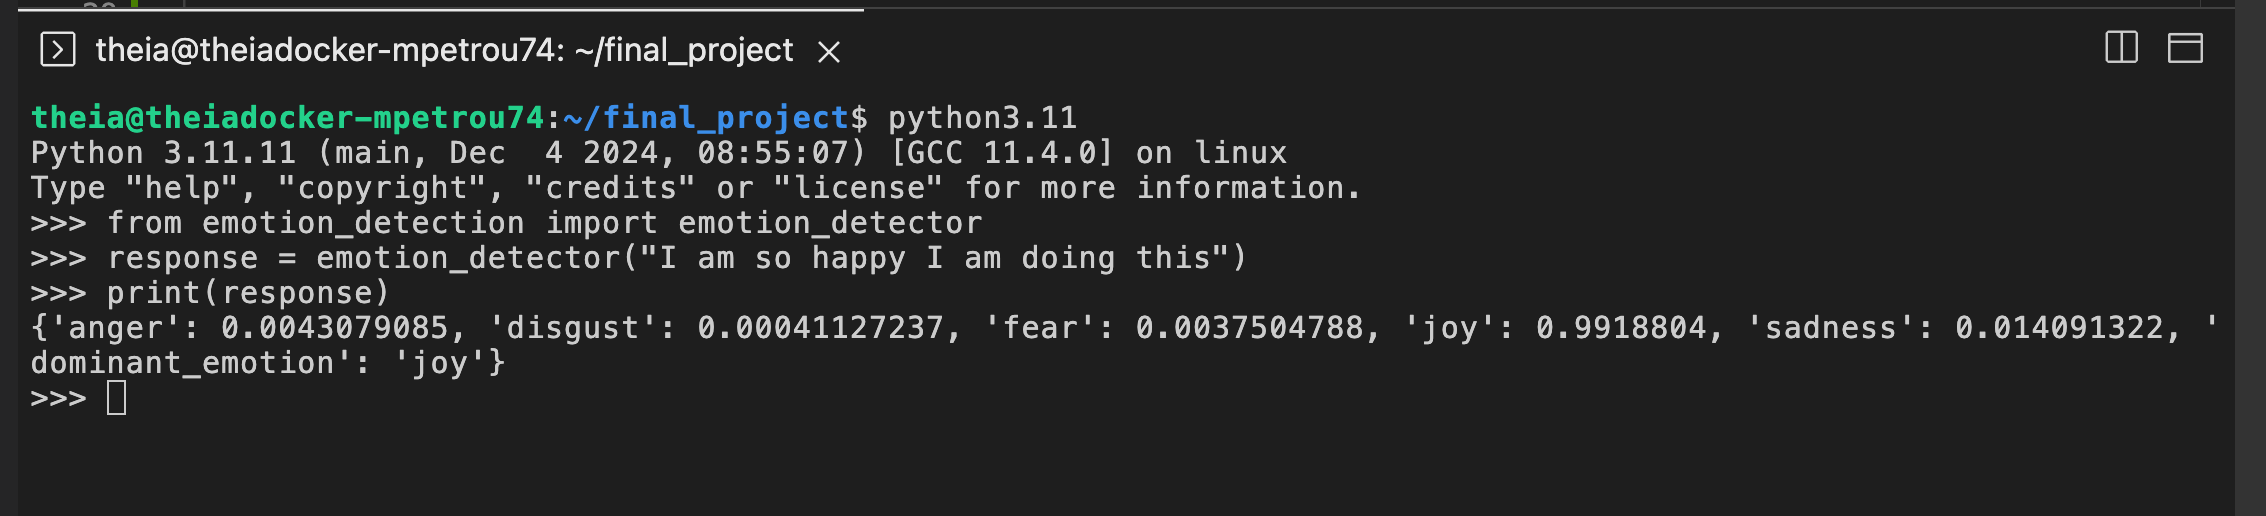 theia@theiadocker-mpetrou74: ~/final_project
theia@theiadocker-mpetrou74:~/final_project$ python3.11
Python 3.11.11 (main, Dec  4 2024, 08:55:07) [GCC 11.4.0] on linux
Type "help", "copyright", "credits" or "license" for more information.
>>> from emotion_detection import emotion_detector
>>> response = emotion_detector("I am so happy I am doing this")
>>> print(response)
{'anger': 0.0043079085, 'disgust': 0.00041127237, 'fear': 0.0037504788, 'joy': 0.9918804, 'sadness': 0.014091322, '
dominant_emotion': 'joy'}
>>>